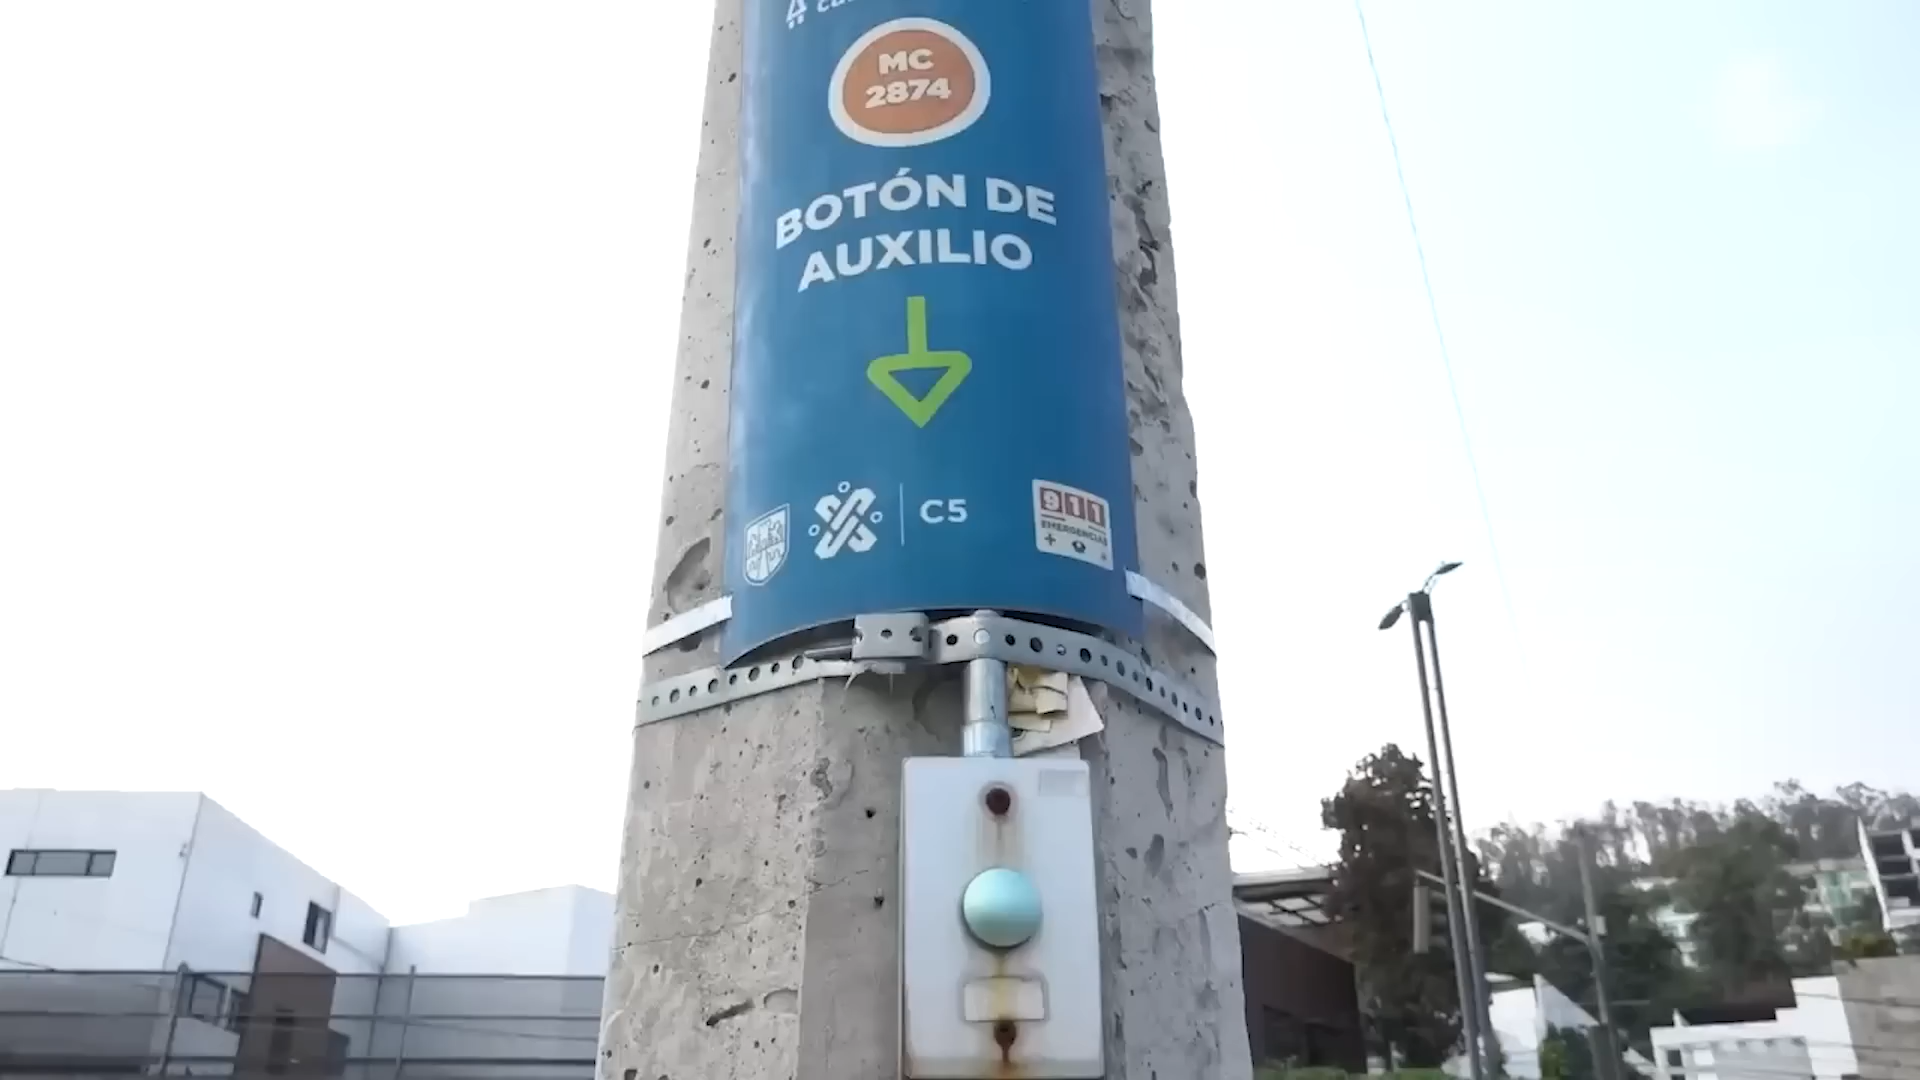 MC
2874
BOTÓN DE
AUXILIO
C5
911
EMERGENCIAS